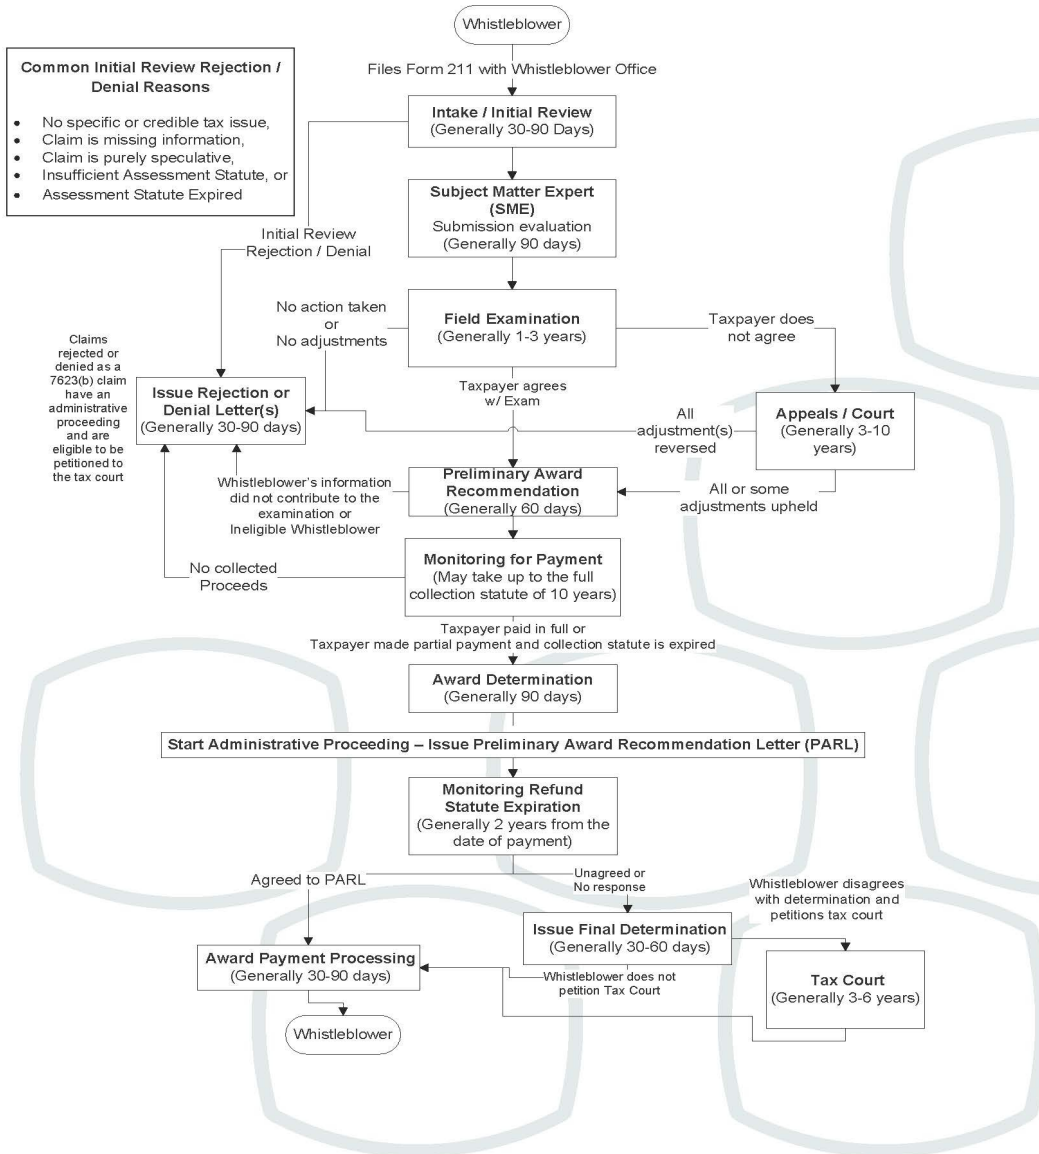 Whistleblower
Files Form 211 with Whistleblower Office
Common Initial Review Rejection /
Denial Reasons
• No specific or credible tax issue,
• Claim is missing information,
• Claim is purely speculative,
• Insufficient Assessment Statute, or
• Assessment Statute Expired
Intake / Initial Review
(Generally 30-90 Days)
Initial Review
Rejection / Denial
Subject Matter Expert
(SME)
Submission evaluation
(Generally 90 days)
No action taken
or
No adjustments
Field Examination
(Generally 1-3 years)
Taxpayer does
not agree
Claims
rejected or
denied as a
7623(b) claim
have an
administrative
proceeding
and are
eligible to be
petitioned to
the tax court
Issue Rejection or
Denial Letter(s)
(Generally 30-90 days)
Taxpayer agrees
w/ Exam
All
adjustment(s)
reversed
Appeals / Court
(Generally 3-10
years)
Whistleblower's information
did not contribute to the
examination or
Ineligible Whistleblower
Preliminary Award
Recommendation
(Generally 60 days)
All or some
adjustments upheld
No collected
Proceeds
Monitoring for Payment
(May take up to the full
collection statute of 10 years)
Taxpayer paid in full or
Taxpayer made partial payment and collection statute is expired
Award Determination
(Generally 90 days)
Start Administrative Proceeding – Issue Preliminary Award Recommendation Letter (PARL)
Monitoring Refund
Statute Expiration
(Generally 2 years from the
date of payment)
Agreed to PARL
Unagreed or
No response
Whistleblower disagrees
with determination and
petitions tax court
Issue Final Determination
(Generally 30-60 days)
Award Payment Processing
(Generally 30-90 days)
Whistleblower does not
petition Tax Court
Tax Court
(Generally 3-6 years)
Whistleblower